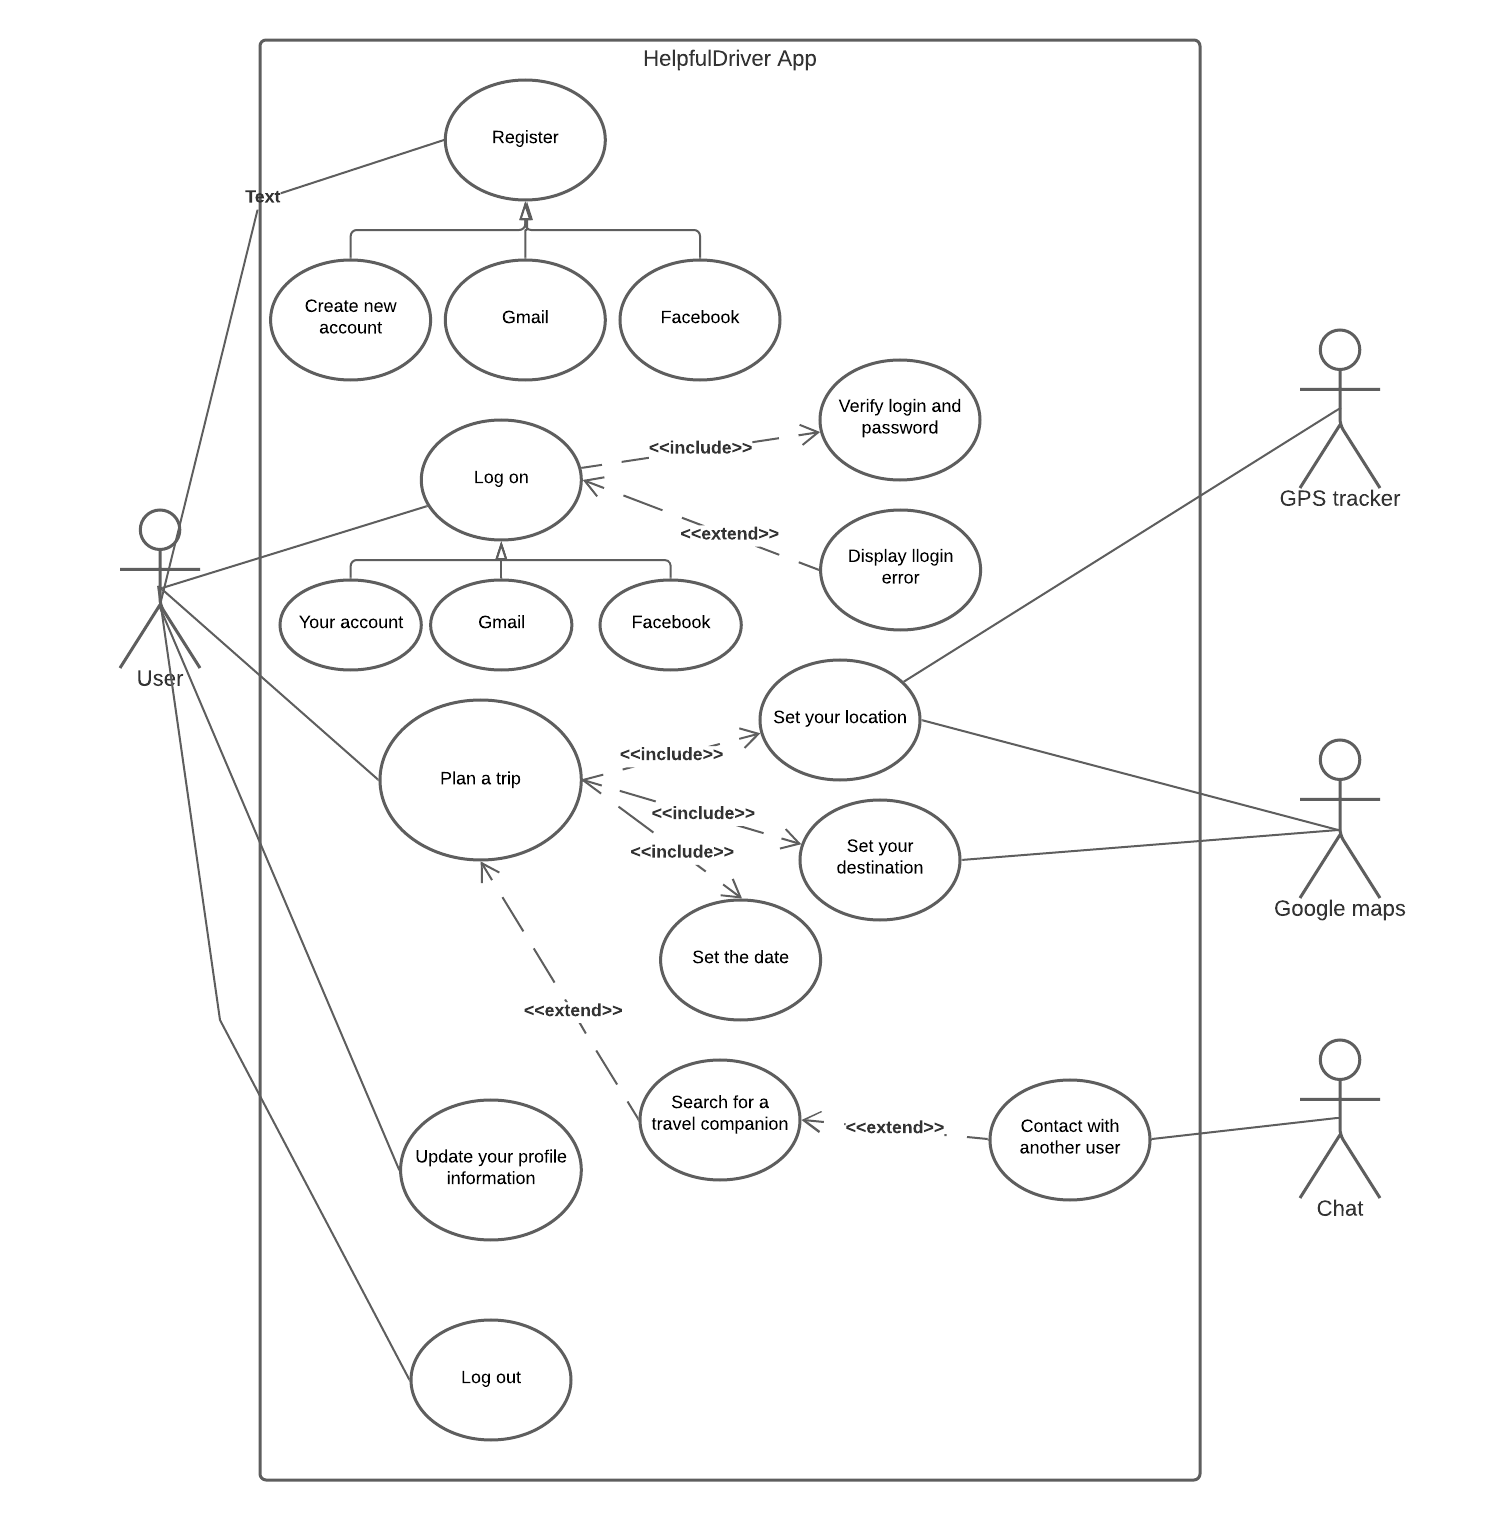 HelpfulDriver App
Register
Text
Create new
account
Gmail
Facebook
Verify login and
password
Log on
<<include>>
<<extend>>
Display llogin
error
GPS tracker
Your account
Gmail
Facebook
User
Set your location
Plan a trip
<<include>>
<<include>>
<<include>>
Set your
destination
Google maps
Set the date
<<extend>>
Search for a
travel companion
<<extend>>
Contact with
another user
Chat
Update your profile
information
Log out